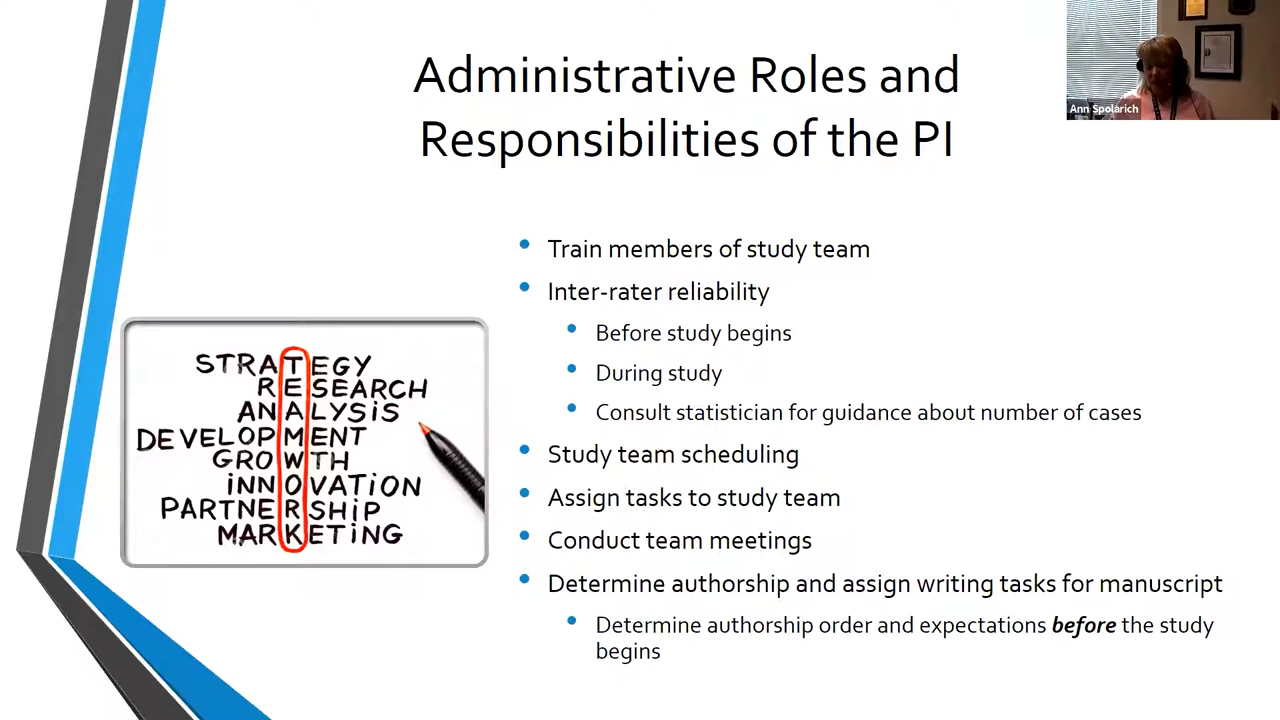 Administrative Roles and
Responsibilities of the PI
Ann Spolarich
• Train members of study team
• Inter-rater reliability
• Before study begins
• During study
• Consult statistician for guidance about number of cases
• Study team scheduling
• Assign tasks to study team
• Conduct team meetings
• Determine authorship and assign writing tasks for manuscript
• Determine authorship order and expectations before the study
begins
STRATEGY
RESEARCH
ANALYSiS
DEVELOPMENT
GROWTH
iNNOVATiON
PARTNERSHiP
MARKETiNG